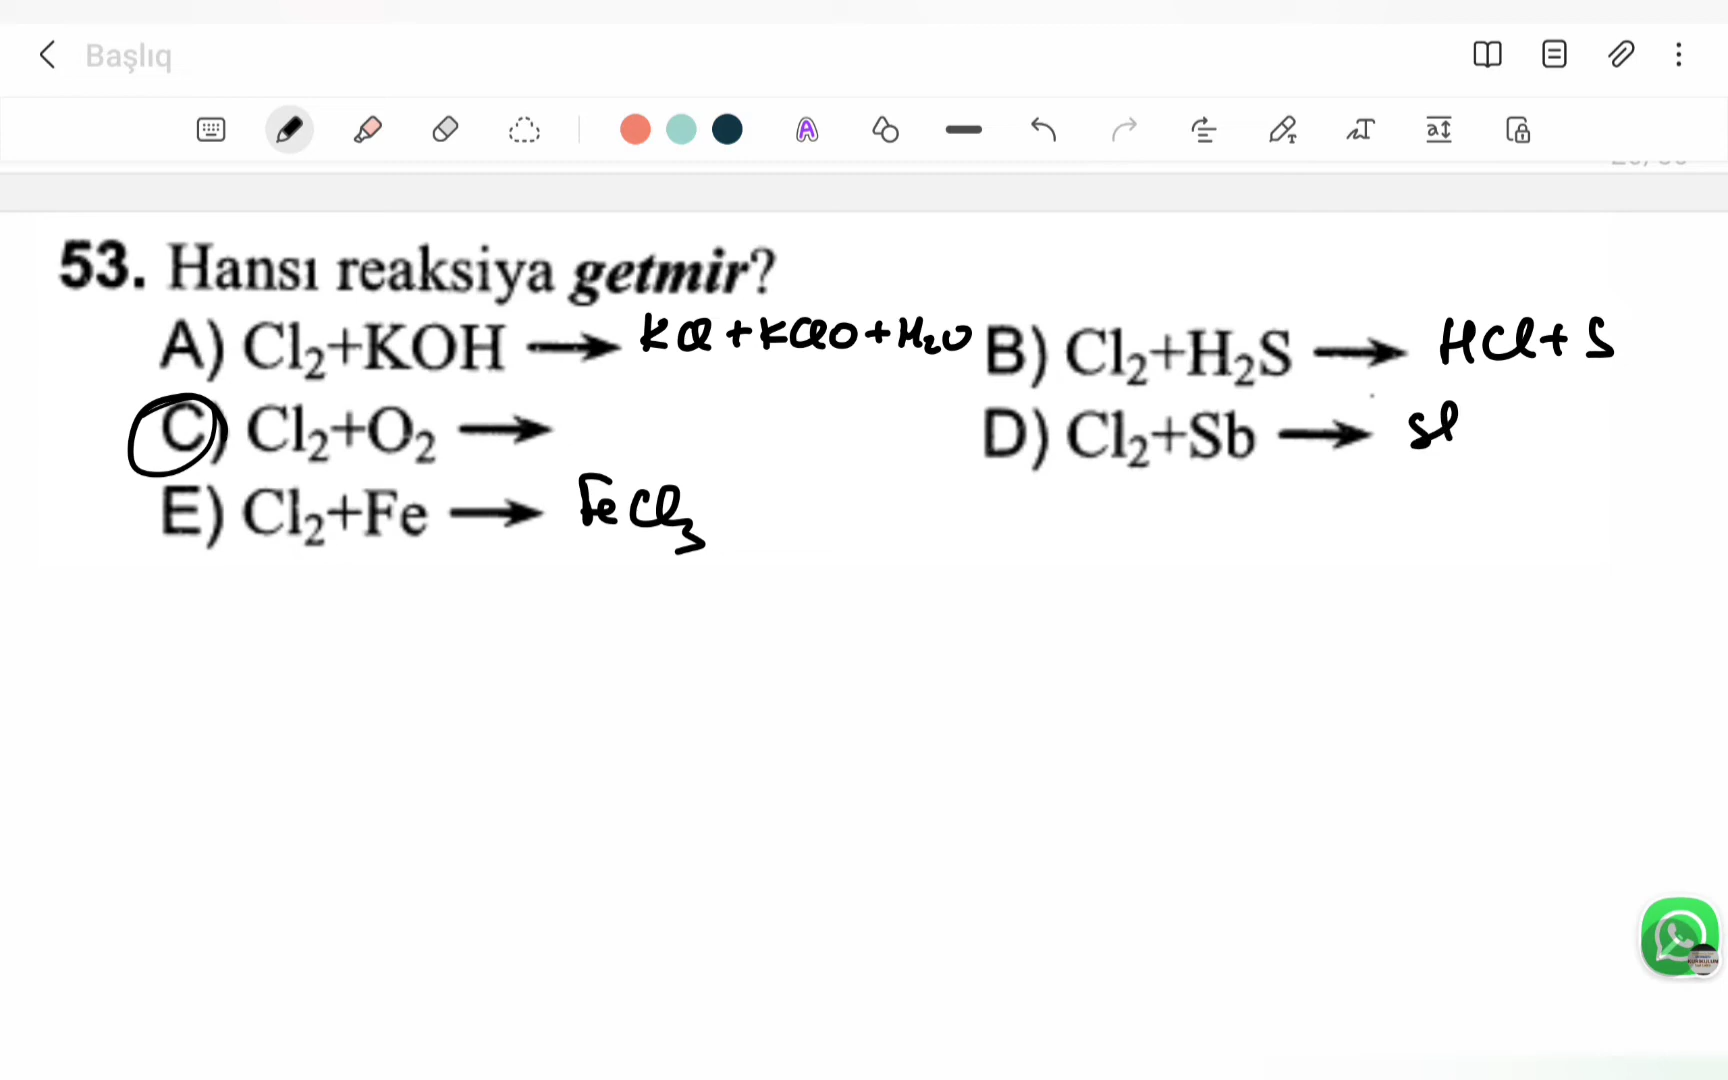 Başlıq
53. Hansı reaksiya getmir?
A) Cl₂+KOH → KCl + KClO + H₂O B) Cl₂+H₂S → HCl + S
C) Cl₂+O₂ → D) Cl₂+Sb →
E) Cl₂+Fe → FeCl₃